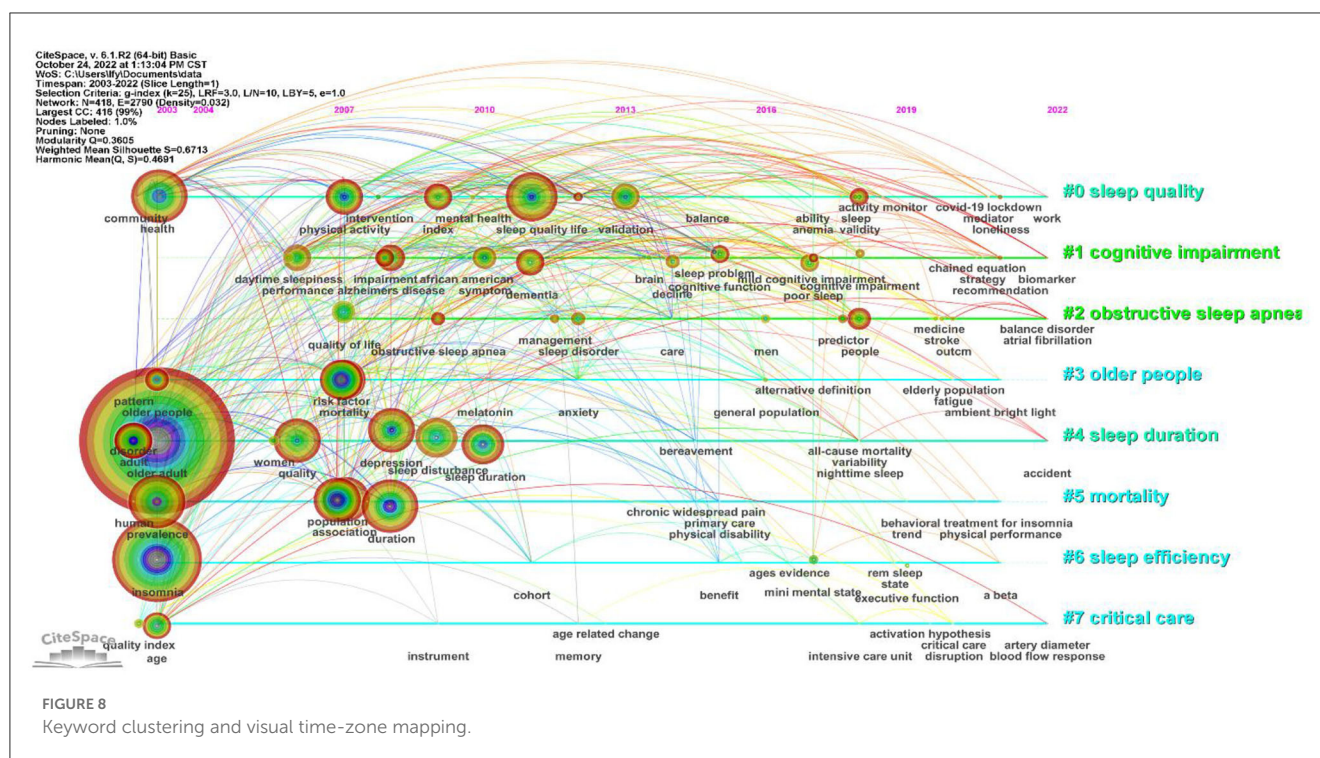 CiteSpace, v. 6.1.R2 (64-bit) Basic
October 24, 2022 at 1:13:04 PM CST
WoS: C:\Users\lfy\Documents\data
Timespan: 2003-2022 (Slice Length=1)
Selection Criteria: g-index (k=25), LRF=3.0, L/N=10, LBY=5, e=1.0
Network: N=418, E=2790 (Density=0.032)
Largest CC: 416 (99%)
Nodes Labeled: 1.0%
Pruning: None
Modularity Q=0.3605
Weighted Mean Silhouette S=0.6713
Harmonic Mean(Q, S)=0.4691
2003 2004 2007 2010 2013 2016 2019 2022
#0 sleep quality
community intervention mental health balance ability activity monitor covid-19 lockdown
health physical activity index sleep quality life validation anemia sleep validity mediator work
loneliness
#1 cognitive impairment
daytime sleepiness impairment african american brain sleep problem mild cognitive impairment chained equation
performance alzheimers disease symptom cognitive function cognitive impairment strategy biomarker
dementia decline poor sleep recommendation
#2 obstructive sleep apnea
quality of life obstructive sleep apnea management care men predictor medicine balance disorder
sleep disorder people stroke atrial fibrillation
outcm
#3 older people
pattern risk factor melatonin anxiety general population alternative definition elderly population
older people mortality fatigue
ambient bright light
#4 sleep duration
disorder women depression bereavement all-cause mortality accident
adult quality sleep disturbance variability
older adult sleep duration nighttime sleep
#5 mortality
human population chronic widespread pain behavioral treatment for insomnia
prevalence association primary care trend physical performance
duration physical disability
#6 sleep efficiency
insomnia cohort benefit ages evidence rem sleep a beta
mini mental state state
executive function
#7 critical care
quality index age related change activation hypothesis
age instrument memory intensive care unit critical care artery diameter
disruption blood flow response
CiteSpace
FIGURE 8
Keyword clustering and visual time-zone mapping.